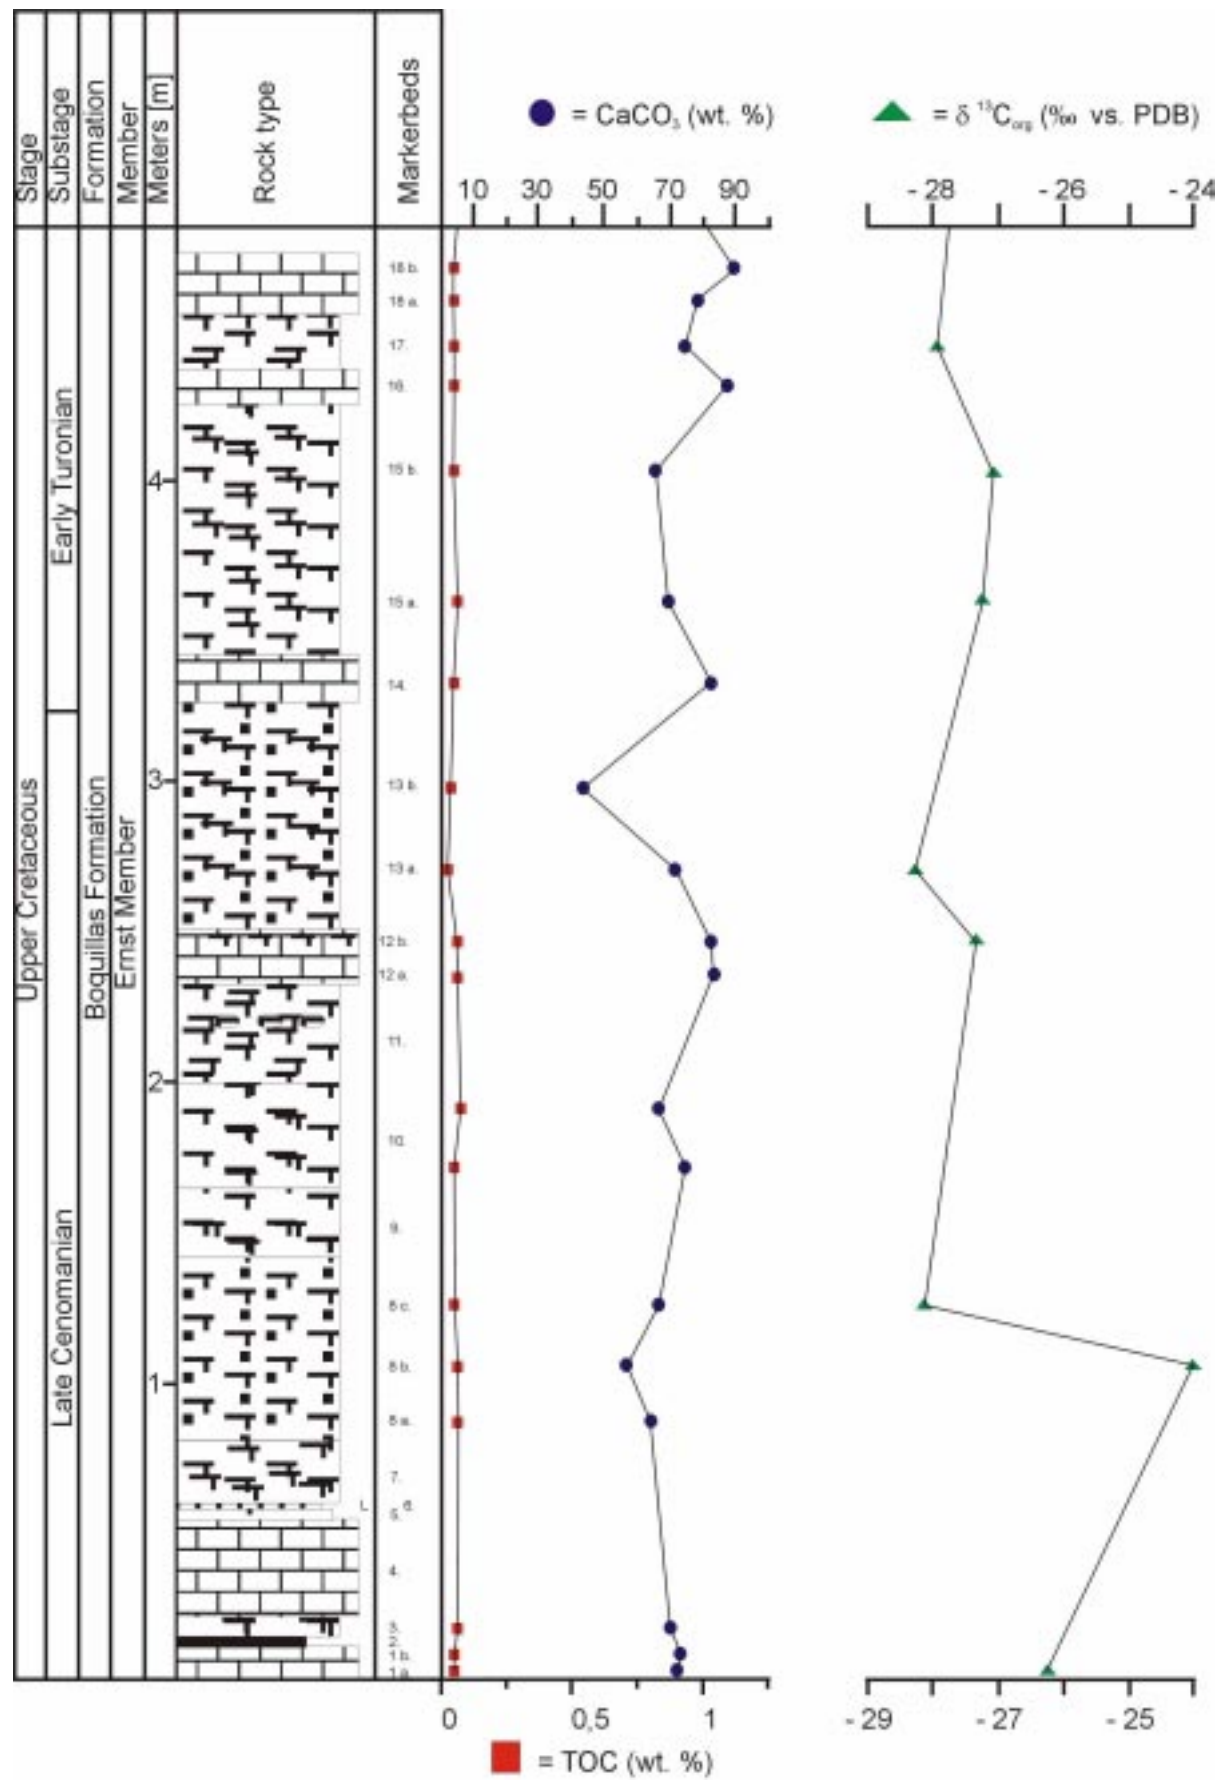 Stage
Substage
Formation
Member
Meters [m]
Rock type
Markerbeds
= CaCO₃ (wt. %)
= δ ¹³C org (‰ vs. PDB)
10 30 50 70 90
-28 -26 -24
Upper Cretaceous
Early Turonian
Late Cenomanian
Boquillas Formation
Ernst Member
18 b.
18 a.
17.
16.
15 b.
4
15 a.
14.
3
13 b.
13 a.
12 b.
12 a.
11.
2
10.
9.
8 c.
8 b.
1
8 a.
7.
L 6.
5.
4.
3.
2.
1 b.
1 a.
0 0,5 1
-29 -27 -25
= TOC (wt. %)